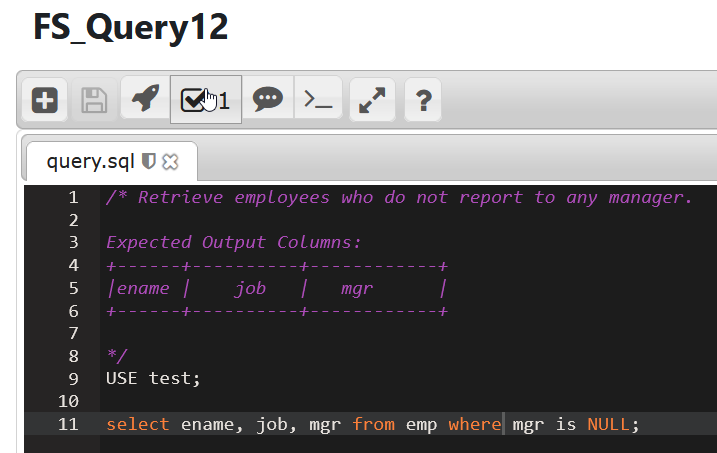 FS_Query12
1
>_
?
query.sql
1 /* Retrieve employees who do not report to any manager.
2
3 Expected Output Columns:
4 +------+----------+------------+
5 |ename |    job   |   mgr      |
6 +------+----------+------------+
7
8 */
9 USE test;
10
11 select ename, job, mgr from emp where mgr is NULL;